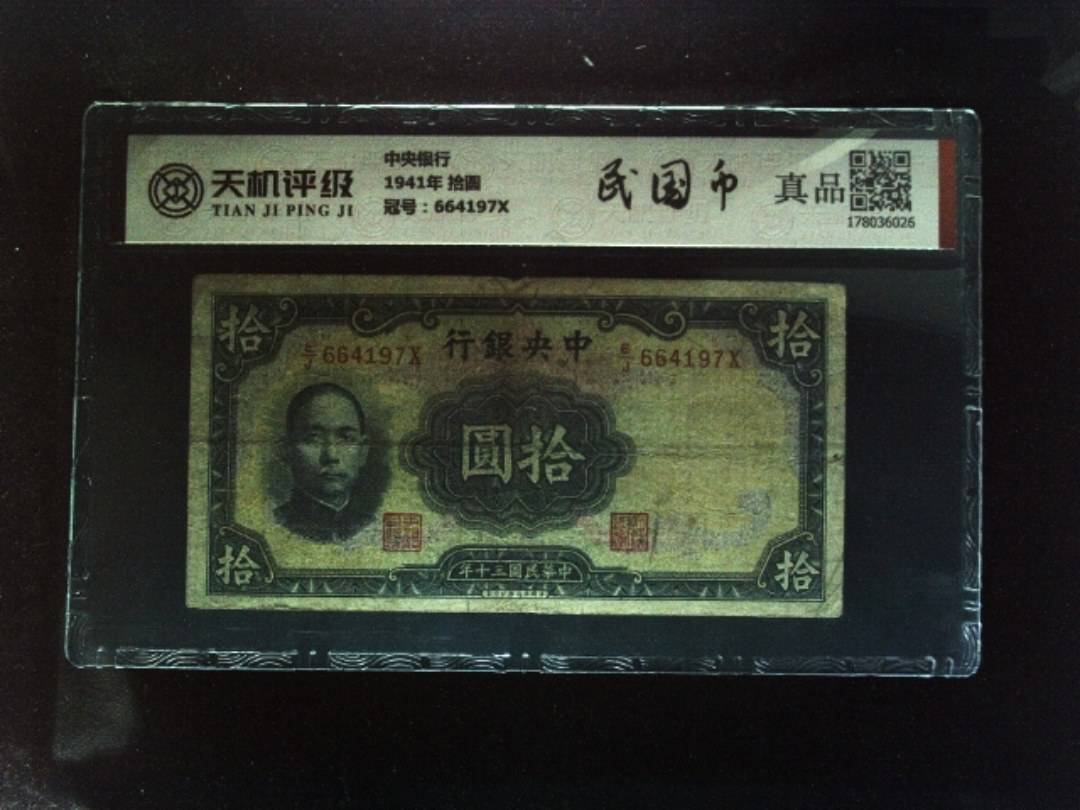 天机评级
TIAN JI PING JI
中央银行
1941年 拾圆
冠号：664197X
民国币
真品
178036026
拾
行銀央中
拾
664197X
664197X
圓拾
拾
年十三國民華中
拾